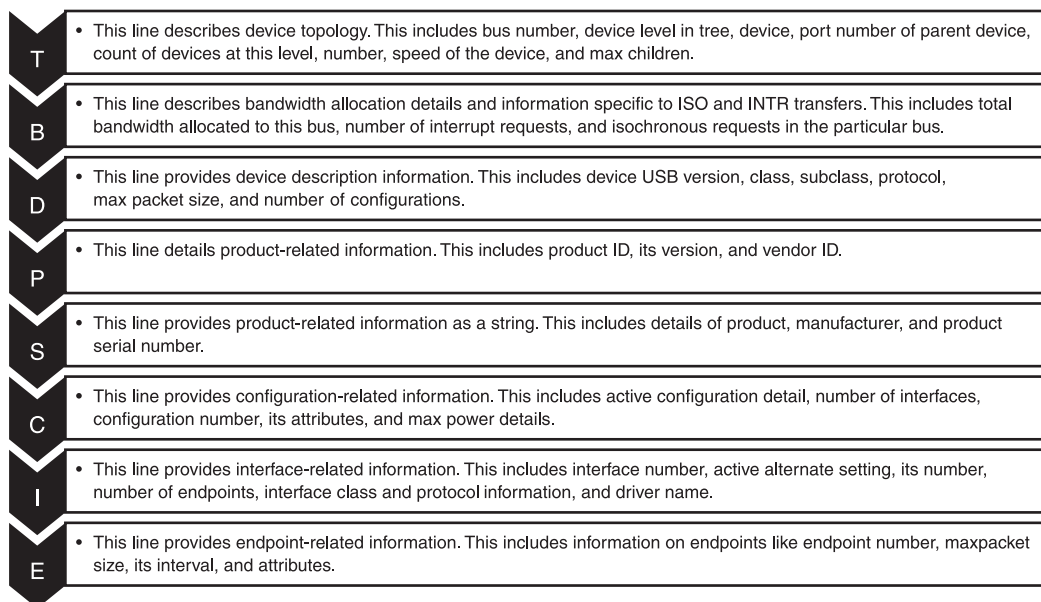 T
• This line describes device topology. This includes bus number, device level in tree, device, port number of parent device,
count of devices at this level, number, speed of the device, and max children.
B
• This line describes bandwidth allocation details and information specific to ISO and INTR transfers. This includes total
bandwidth allocated to this bus, number of interrupt requests, and isochronous requests in the particular bus.
D
• This line provides device description information. This includes device USB version, class, subclass, protocol,
max packet size, and number of configurations.
P
• This line details product-related information. This includes product ID, its version, and vendor ID.
S
• This line provides product-related information as a string. This includes details of product, manufacturer, and product
serial number.
C
• This line provides configuration-related information. This includes active configuration detail, number of interfaces,
configuration number, its attributes, and max power details.
I
• This line provides interface-related information. This includes interface number, active alternate setting, its number,
number of endpoints, interface class and protocol information, and driver name.
E
• This line provides endpoint-related information. This includes information on endpoints like endpoint number, maxpacket
size, its interval, and attributes.